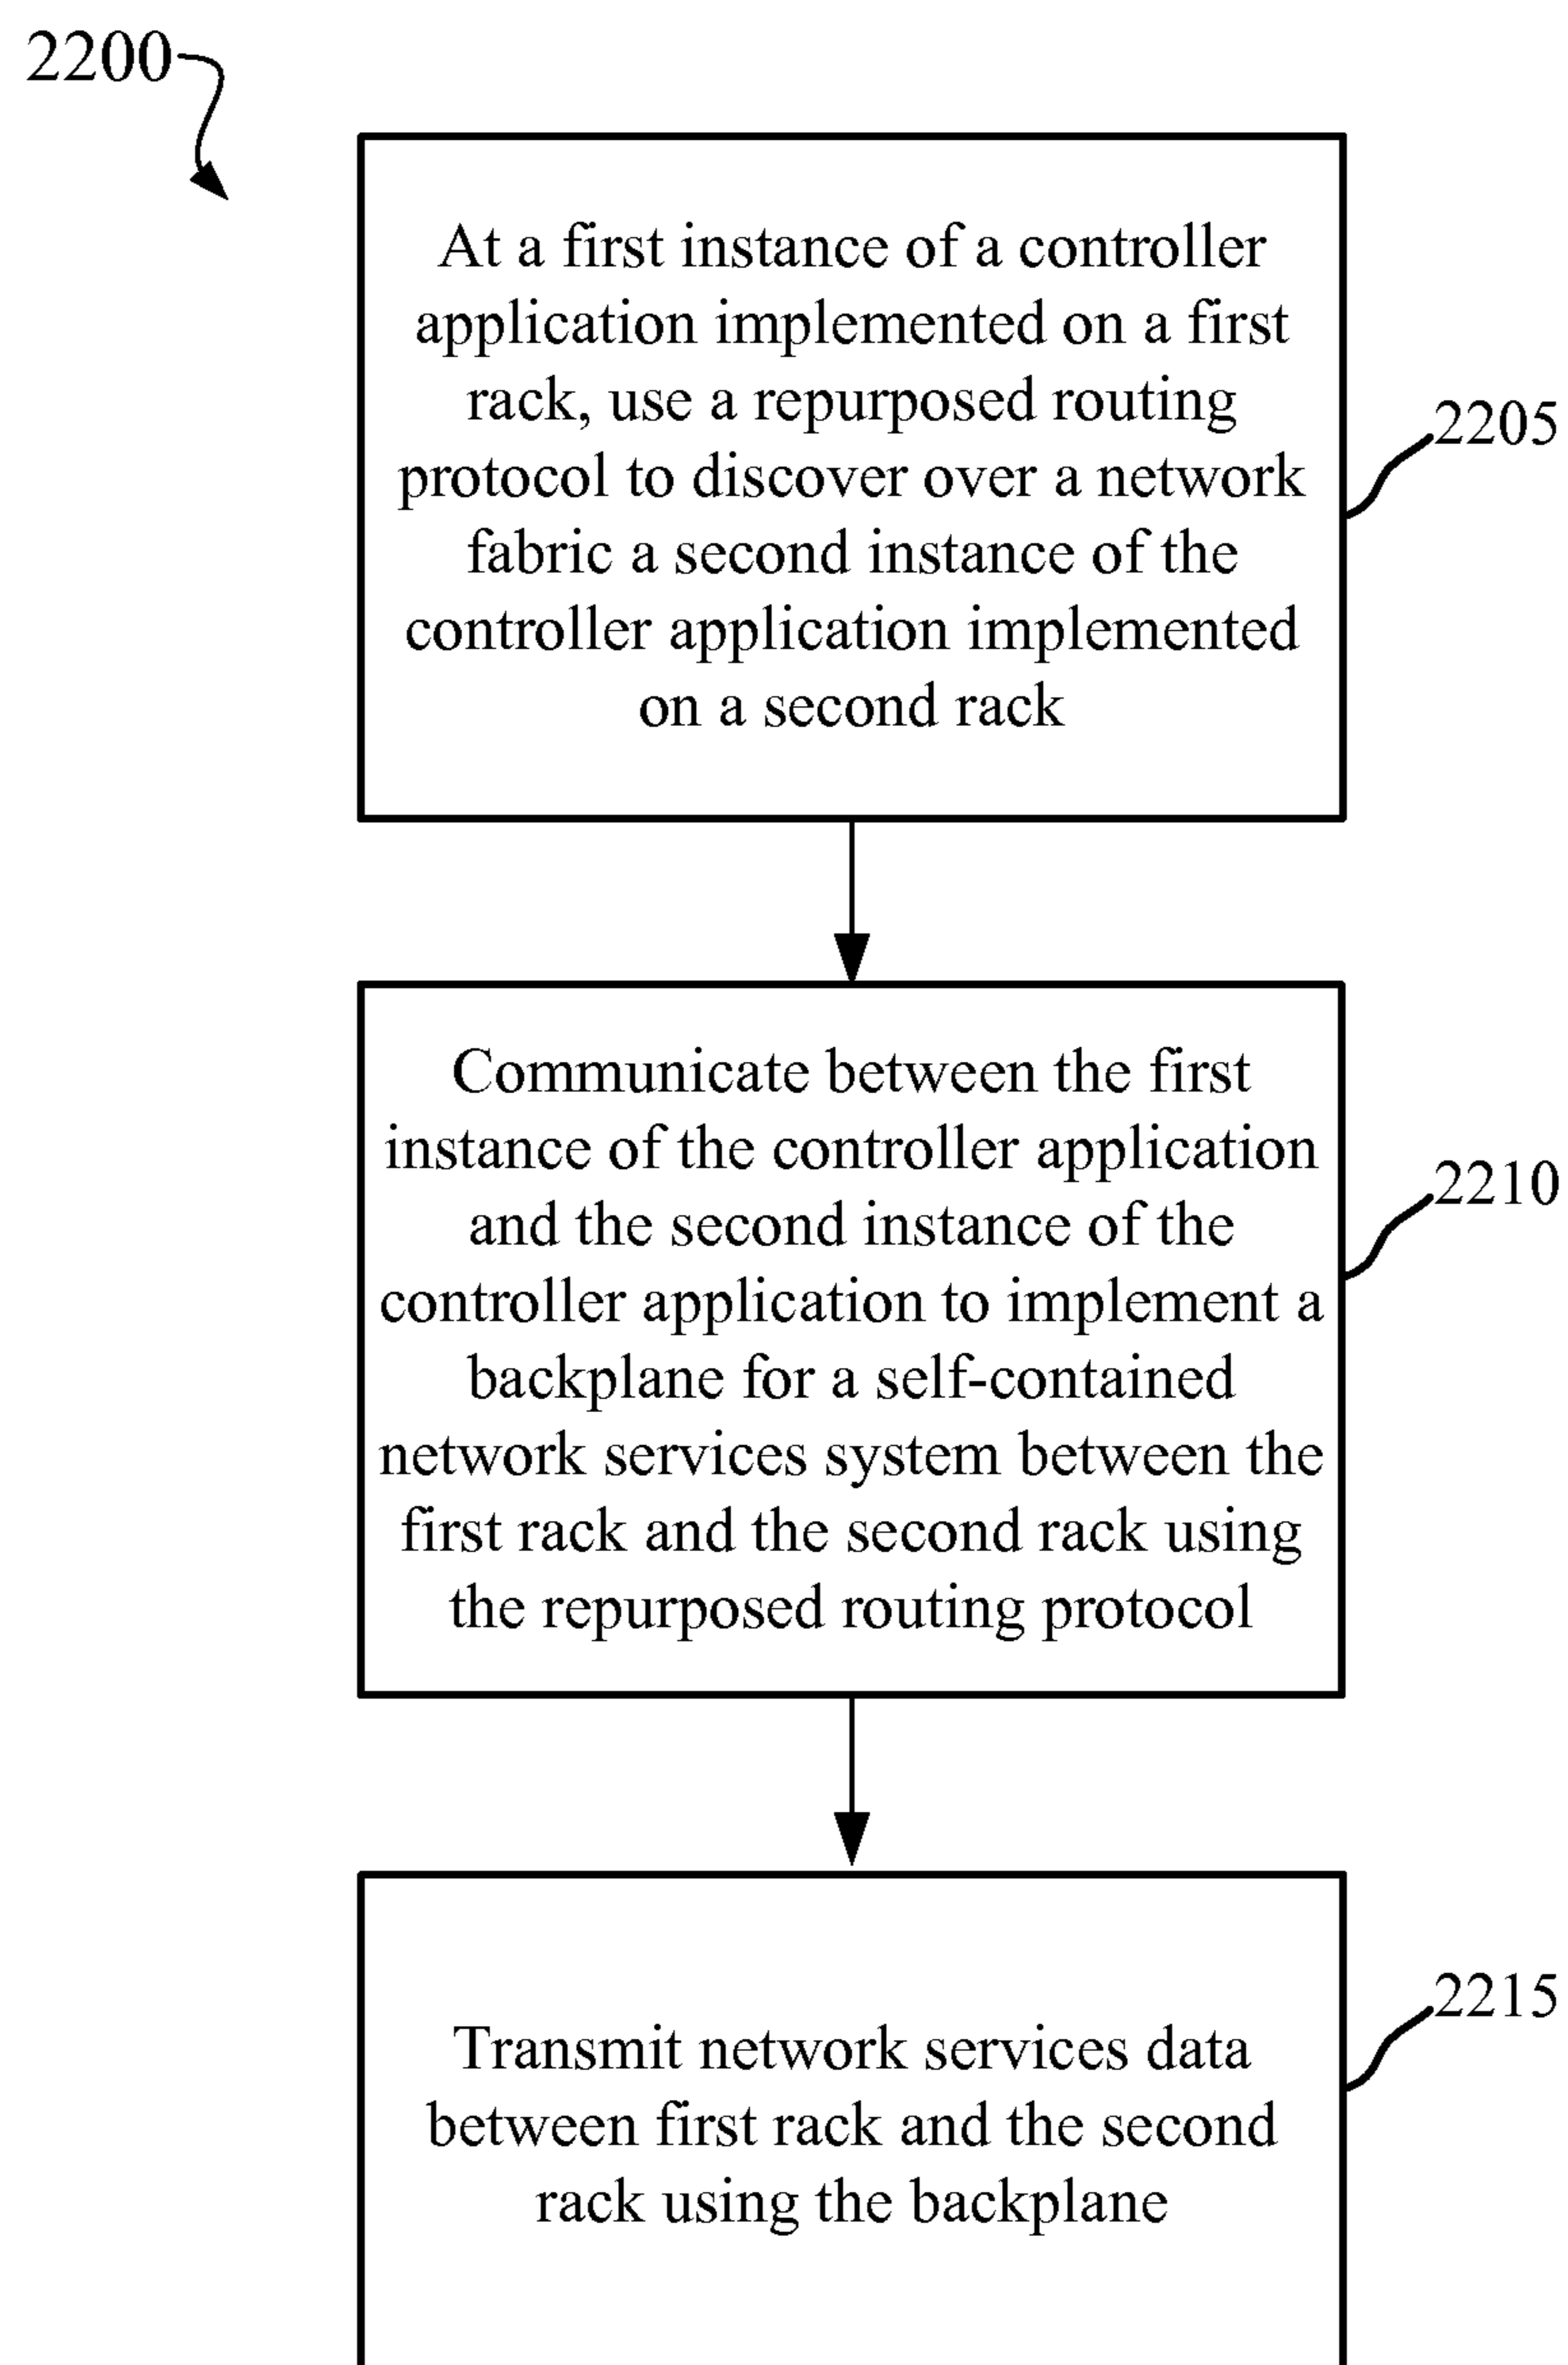 2200
At a first instance of a controller
application implemented on a first
rack, use a repurposed routing
protocol to discover over a network
fabric a second instance of the
controller application implemented
on a second rack
2205
Communicate between the first
instance of the controller application
and the second instance of the
controller application to implement a
backplane for a self-contained
network services system between the
first rack and the second rack using
the repurposed routing protocol
2210
Transmit network services data
between first rack and the second
rack using the backplane
2215